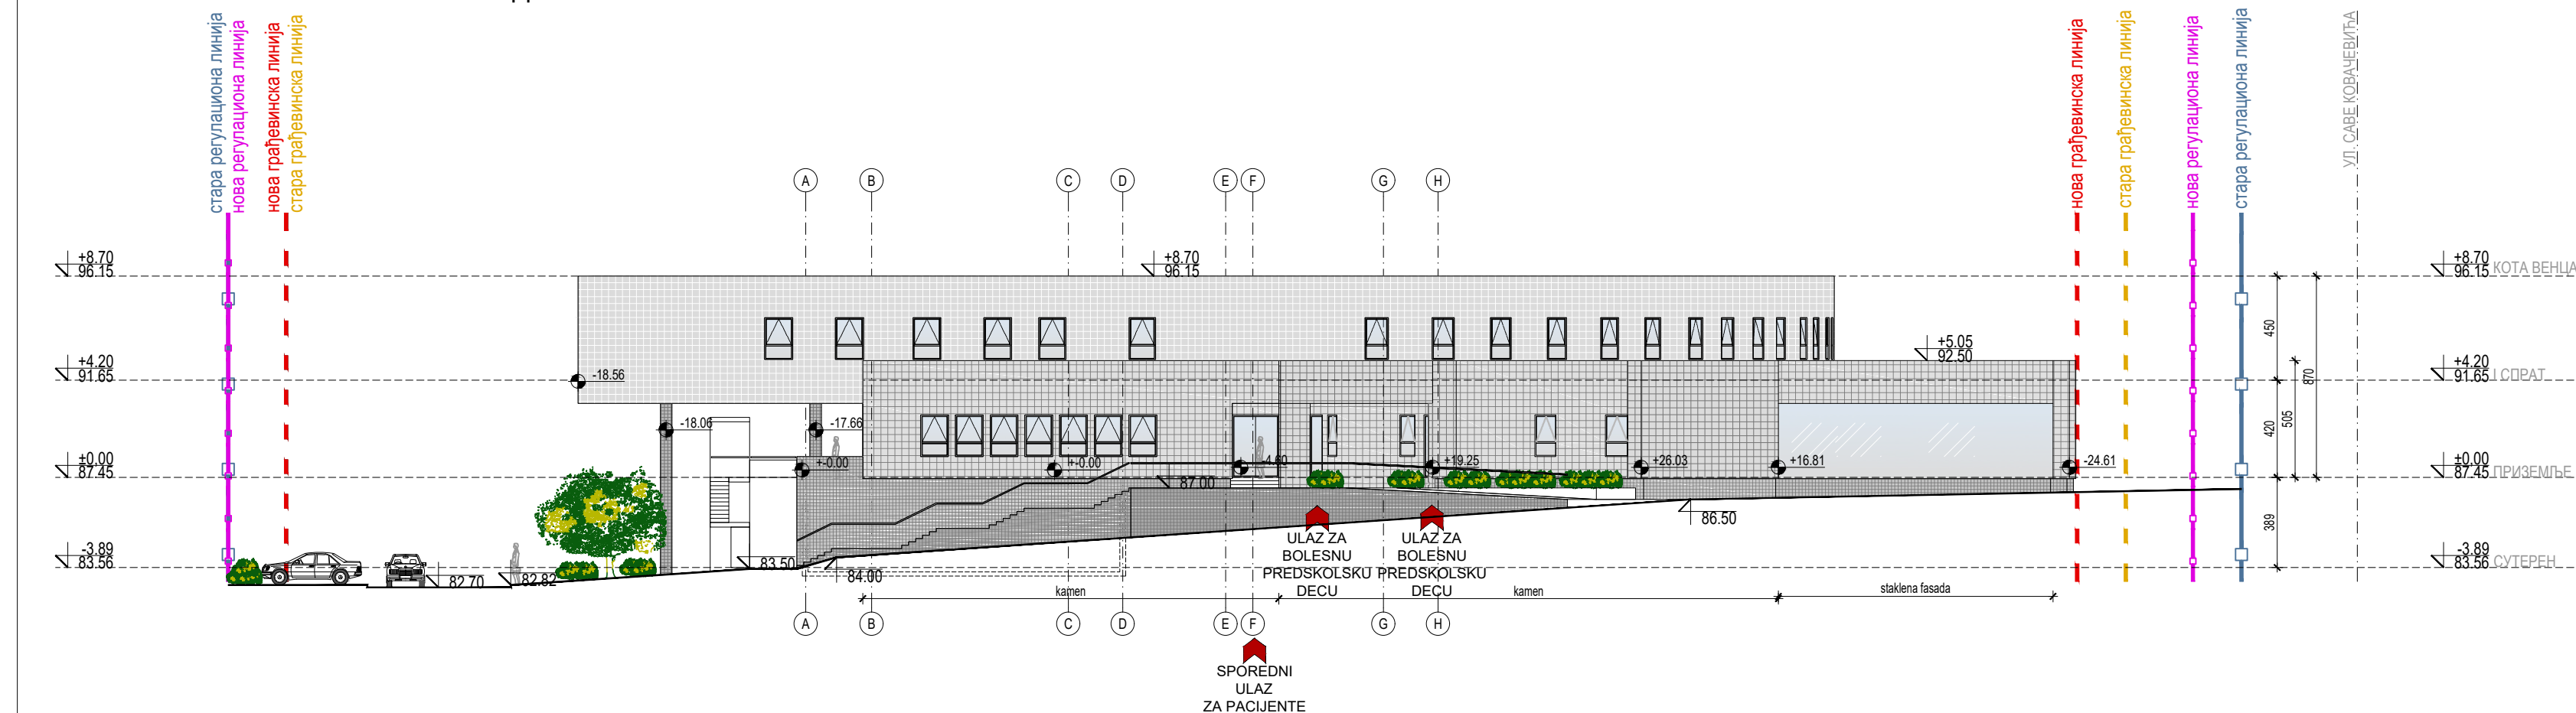 стара регулациона линија
нова регулациона линија
нова грађевинска линија
стара грађевинска линија
нова грађевинска линија
стара грађевинска линија
нова регулациона линија
стара регулациона линија
УЛ. САВЕ КОВАЧЕВИЋА
A B C D E F G H
+8.70
96.15
+8.70
96.15
+8.70
96.15 КОТА ВЕНЦА
450
+5.05
92.50
+4.20
91.65
-18.56
+4.20
91.65 I СПРАТ
870
505
420
-18.06
-17.66
±0.00
87.45
+-0.00
+-0.00
-4.60
+19.25
+26.03
+16.81
-24.61
±0.00
87.45 ПРИЗЕМЉЕ
87.00
86.50
389
-3.89
83.56
-3.89
83.56 СУТЕРЕН
82.70
82.82
83.50
84.00
ULAZ ZA
BOLESNU
PREDSKOLSKU
DECU
ULAZ ZA
BOLESNU
PREDSKOLSKU
DECU
kamen
kamen
staklena fasada
A B C D E F G H
SPOREDNI
ULAZ
ZA PACIJENTE